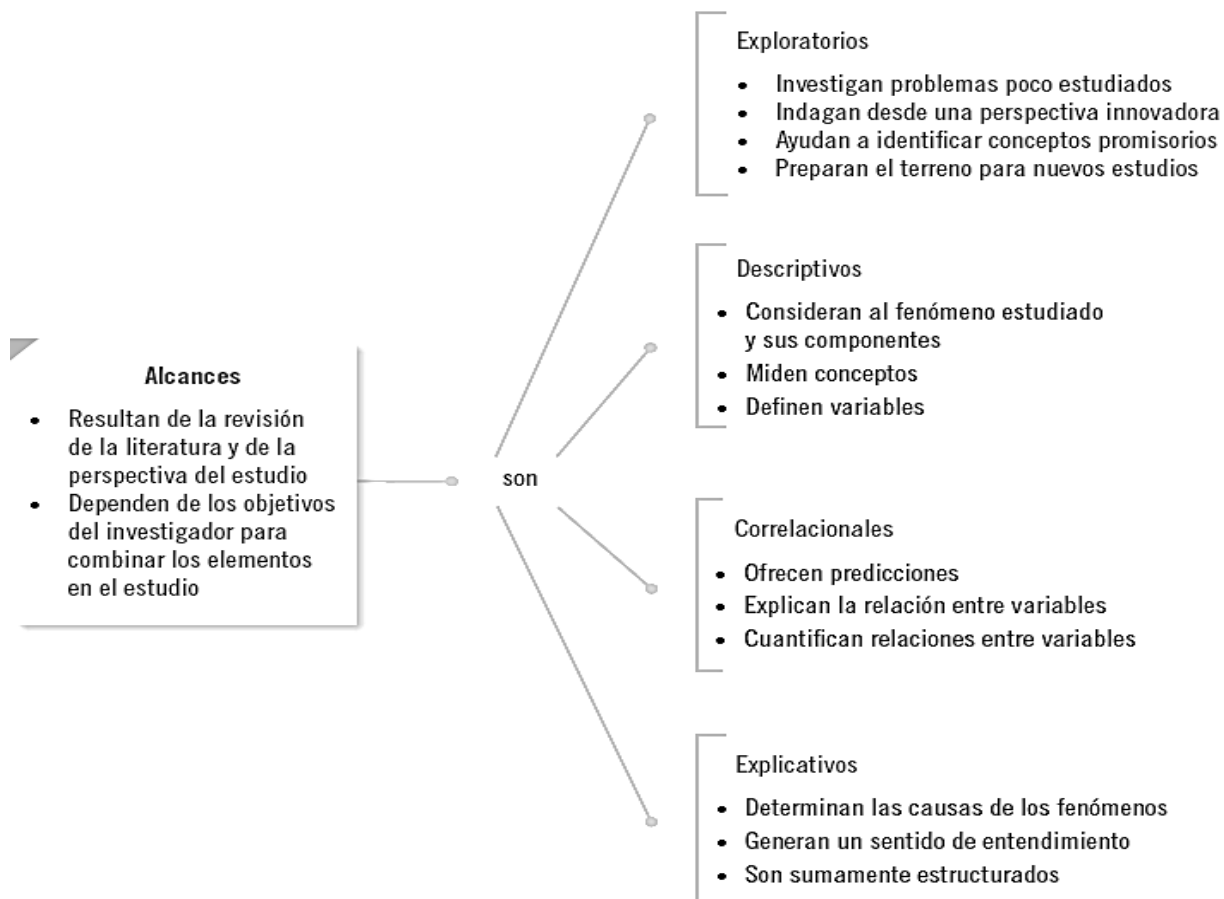 Alcances
• Resultan de la revisión
de la literatura y de la
perspectiva del estudio
• Dependen de los objetivos
del investigador para
combinar los elementos
en el estudio
son
Exploratorios
• Investigan problemas poco estudiados
• Indagan desde una perspectiva innovadora
• Ayudan a identificar conceptos promisorios
• Preparan el terreno para nuevos estudios
Descriptivos
• Consideran al fenómeno estudiado
y sus componentes
• Miden conceptos
• Definen variables
Correlacionales
• Ofrecen predicciones
• Explican la relación entre variables
• Cuantifican relaciones entre variables
Explicativos
• Determinan las causas de los fenómenos
• Generan un sentido de entendimiento
• Son sumamente estructurados